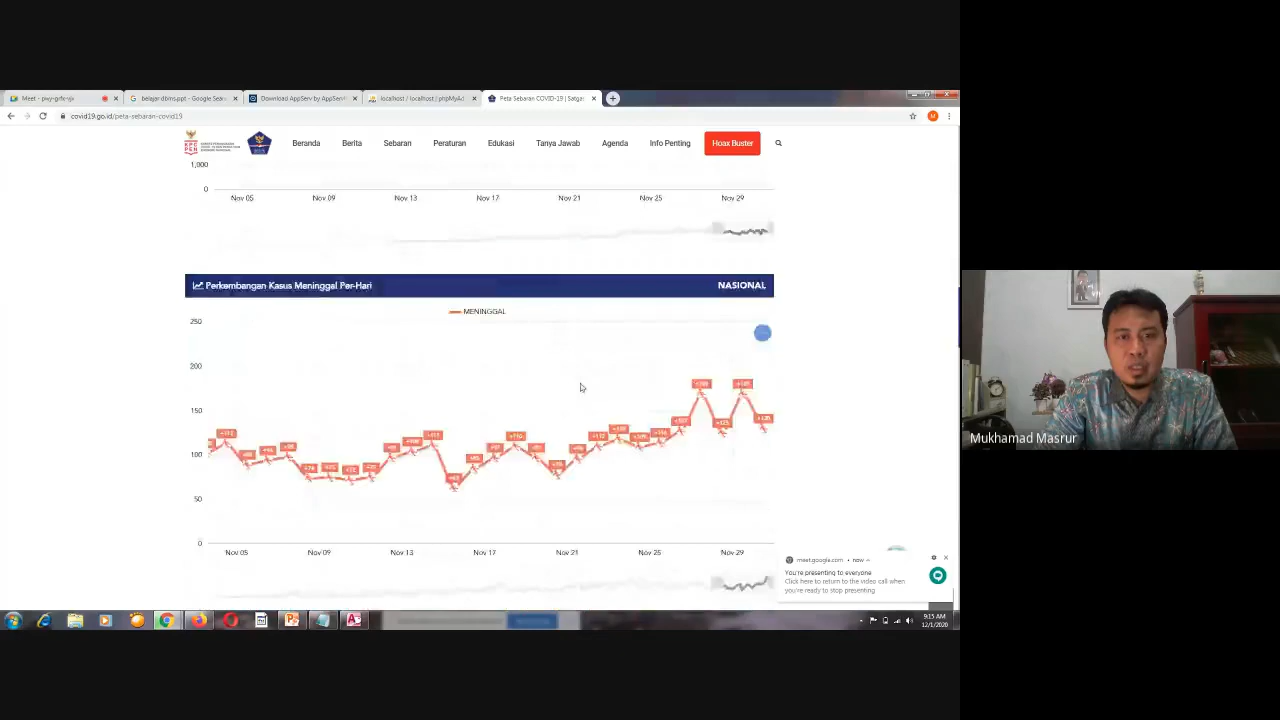 Meet - pwy-grfe-
belajar dbms.ppt - Google Sear
Download AppServ by AppServ
localhost / localhost / phpMyAd
Peta Sebaran COVID-19 | Satgas
covid19.go.id/peta-sebaran-covid19
Beranda
Berita
Sebaran
Peraturan
Edukasi
Tanya Jawab
Agenda
Info Penting
Hoax Buster
0
Nov 05
Nov 09
Nov 13
Nov 17
Nov 21
Nov 25
Nov 29
Perkembangan Kasus Meninggal Per-Hari
NASIONAL
MENINGGAL
250
200
150
100
50
0
Nov 05
Nov 09
Nov 13
Nov 17
Nov 21
Nov 25
Nov 29
meet.google.com • now
You're presenting to everyone
Click here to return to the video call when
you're ready to stop presenting
9:15 AM
12/1/2020
Mukhamad Masrur